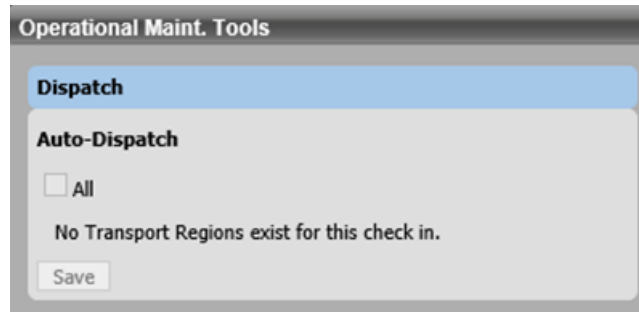 Operational Maint. Tools
Dispatch
Auto-Dispatch
All
No Transport Regions exist for this check in.
Save